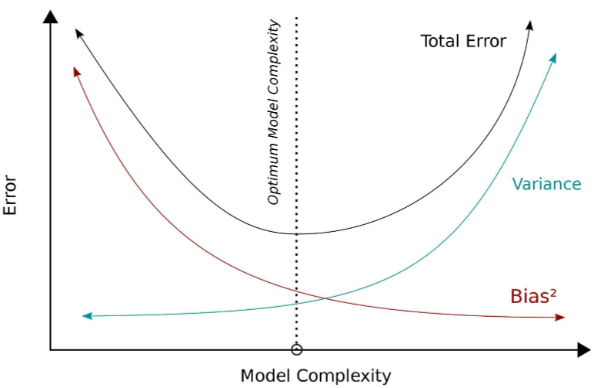 Total Error
Optimum Model Complexity
Error
Variance
Bias²
Model Complexity